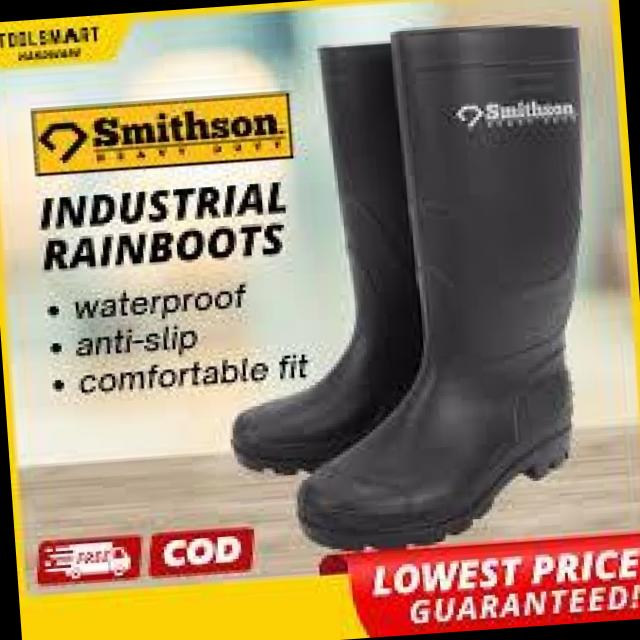 TOOLSMART
HARDWARE
Smithson
HEAVY DUTY
INDUSTRIAL
RAINBOOTS
• waterproof
• anti-slip
• comfortable fit
Smithson
FREE
COD
LOWEST PRICE
GUARANTEED!